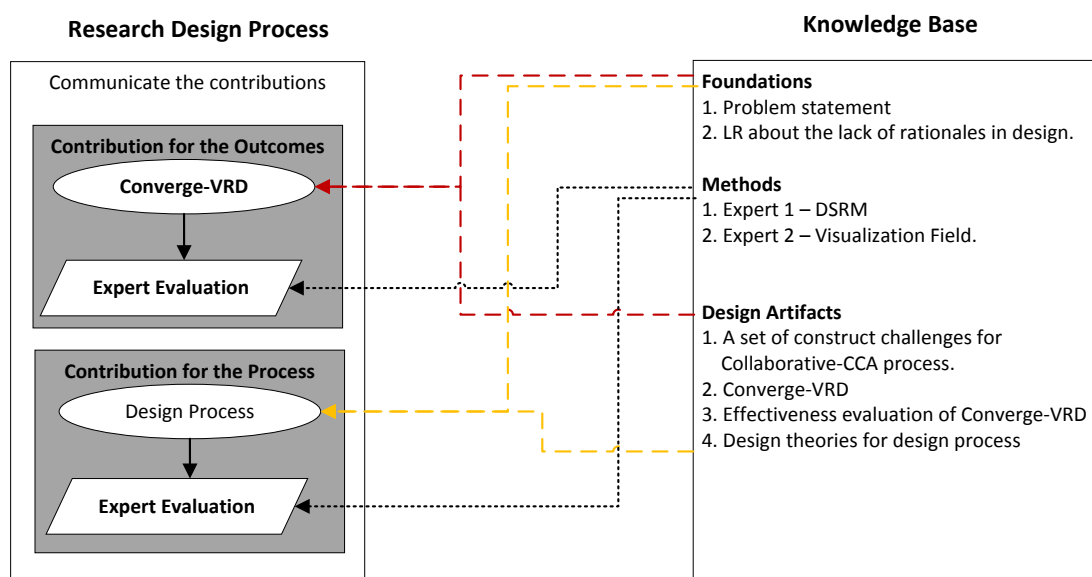 Research Design Process
Communicate the contributions
Contribution for the Outcomes
Converge-VRD
Expert Evaluation
Contribution for the Process
Design Process
Expert Evaluation
Knowledge Base
Foundations
1. Problem statement
2. LR about the lack of rationales in design.
Methods
1. Expert 1 – DSRM
2. Expert 2 – Visualization Field.
Design Artifacts
1. A set of construct challenges for
Collaborative-CCA process.
2. Converge-VRD
3. Effectiveness evaluation of Converge-VRD
4. Design theories for design process